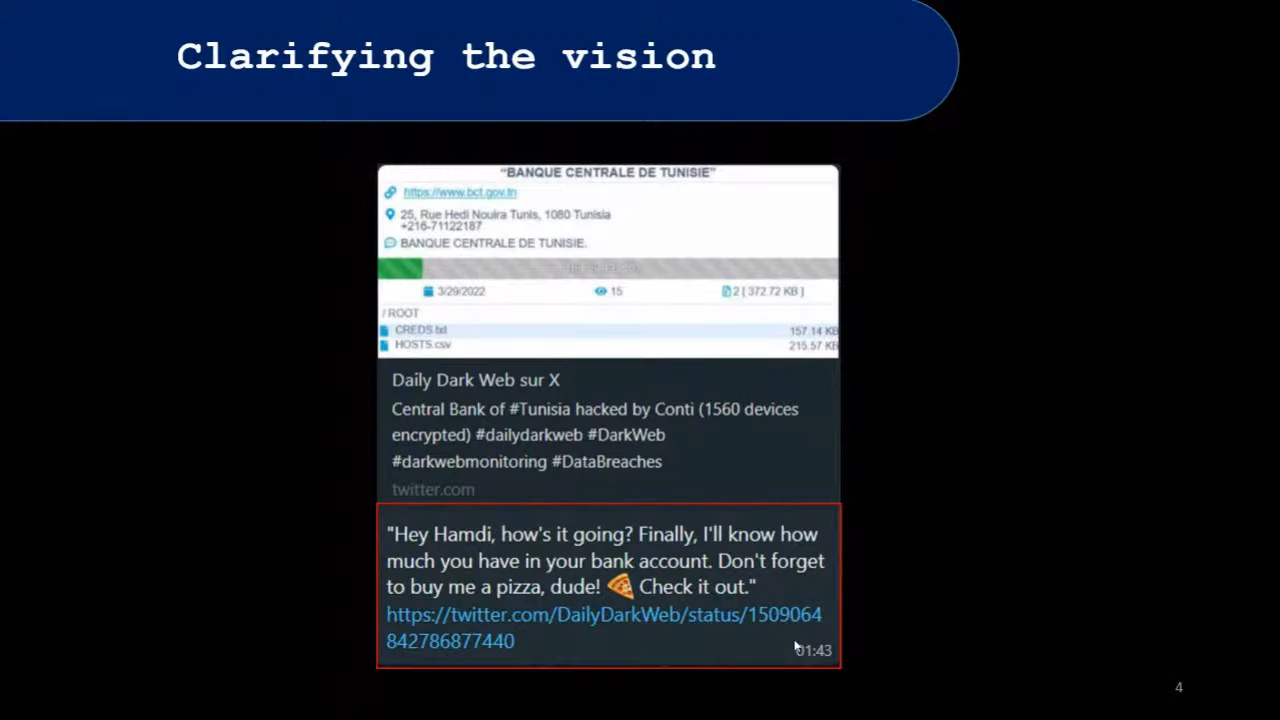 Clarifying the vision
"BANQUE CENTRALE DE TUNISIE"
https://www.bct.gov.tn
25, Rue Hedi Nouira Tunis, 1080 Tunisia
+216-71122187
BANQUE CENTRALE DE TUNISIE.
3/29/2022 15 2 [ 372.72 KB ]
/ ROOT
CREDS.txt 157.14 KB
HOSTS.csv 215.57 KB
Daily Dark Web sur X
Central Bank of #Tunisia hacked by Conti (1560 devices
encrypted) #dailydarkweb #DarkWeb
#darkwebmonitoring #DataBreaches
twitter.com
"Hey Hamdi, how's it going? Finally, I'll know how
much you have in your bank account. Don't forget
to buy me a pizza, dude! 🍕 Check it out."
https://twitter.com/DailyDarkWeb/status/1509064
842786877440
01:43
4